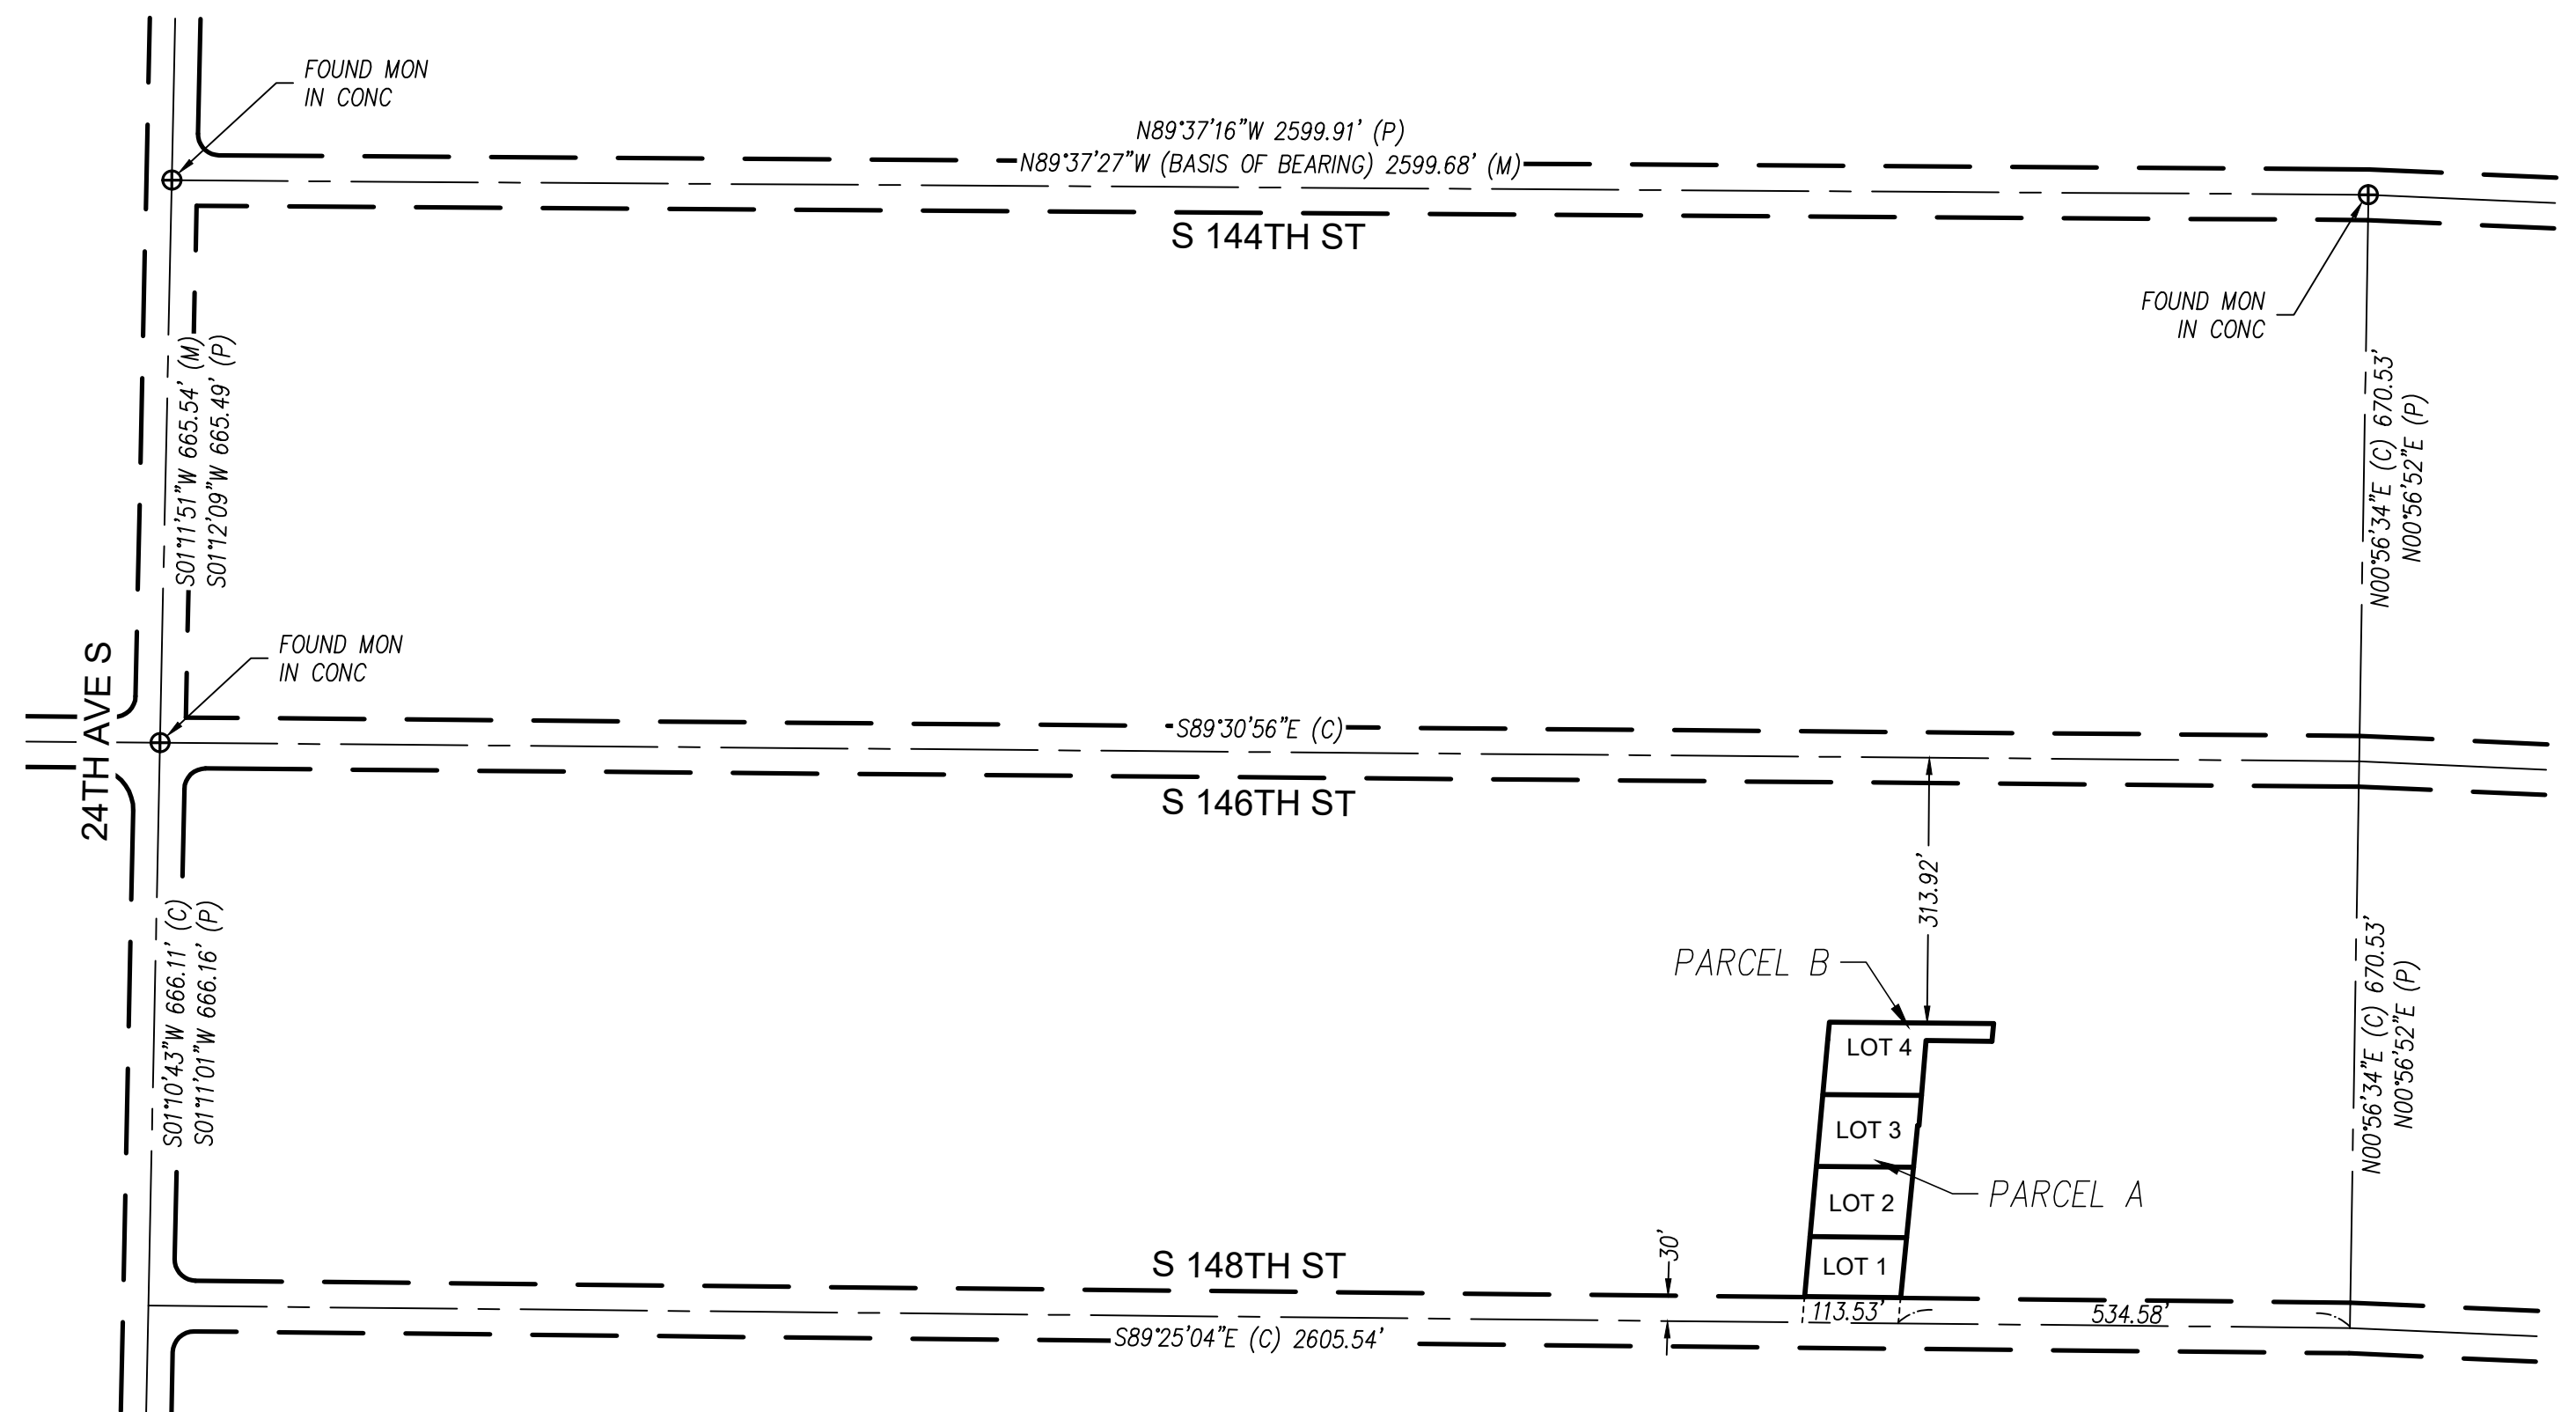 FOUND MON
IN CONC
N89°37'16"W 2599.91' (P)
N89°37'27"W (BASIS OF BEARING) 2599.68' (M)
S 144TH ST
FOUND MON
IN CONC
S01°11'51"W 665.54' (M)
S01°12'09"W 665.49' (P)
N00°56'34"E (C) 670.53'
N00°56'52"E (P)
FOUND MON
IN CONC
24TH AVE S
S89°30'56"E (C)
S 146TH ST
313.92'
S01°10'43"W 666.11' (C)
S01°11'01"W 666.16' (P)
PARCEL B
N00°56'34"E (C) 670.53'
N00°56'52"E (P)
LOT 4
LOT 3
PARCEL A
LOT 2
30'
S 148TH ST
LOT 1
113.53'
534.58'
S89°25'04"E (C) 2605.54'